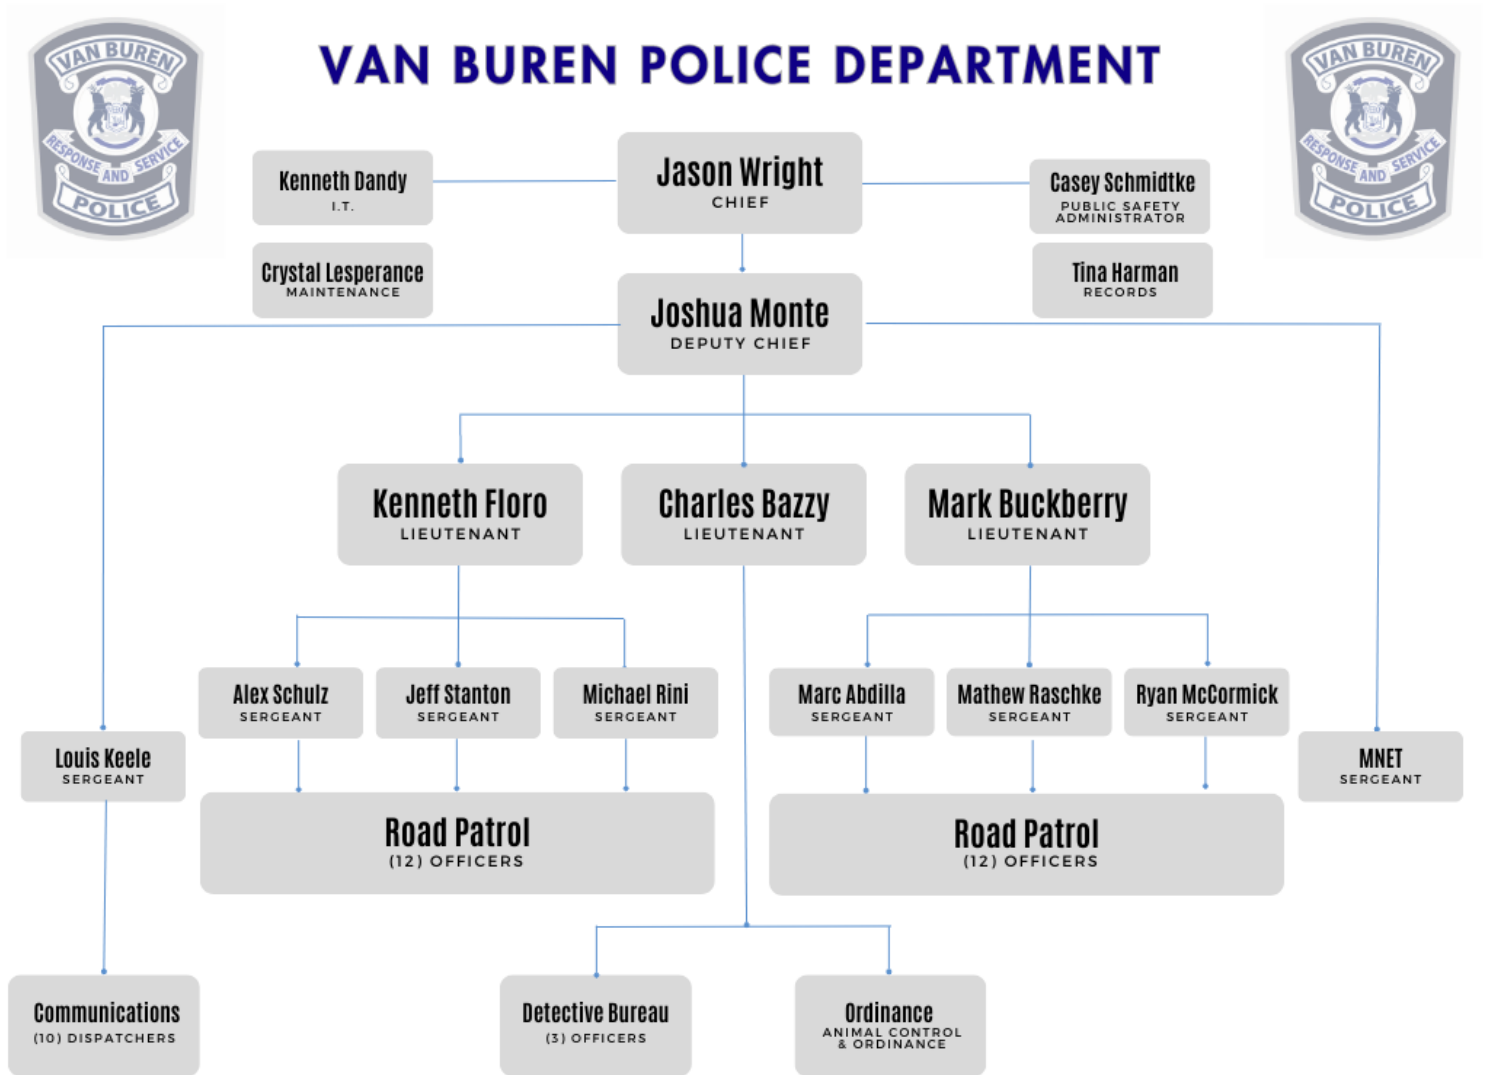 VAN BUREN POLICE DEPARTMENT
VAN BUREN
RESPONSE AND SERVICE
POLICE
VAN BUREN
RESPONSE AND SERVICE
POLICE
Kenneth Dandy
I.T.
Jason Wright
CHIEF
Casey Schmidtke
PUBLIC SAFETY
ADMINISTRATOR
Crystal Lesperance
MAINTENANCE
Tina Harman
RECORDS
Joshua Monte
DEPUTY CHIEF
Kenneth Floro
LIEUTENANT
Charles Bazzy
LIEUTENANT
Mark Buckberry
LIEUTENANT
Alex Schulz
SERGEANT
Jeff Stanton
SERGEANT
Michael Rini
SERGEANT
Marc Abdilla
SERGEANT
Mathew Raschke
SERGEANT
Ryan McCormick
SERGEANT
Louis Keele
SERGEANT
MNET
SERGEANT
Road Patrol
(12) OFFICERS
Road Patrol
(12) OFFICERS
Communications
(10) DISPATCHERS
Detective Bureau
(3) OFFICERS
Ordinance
ANIMAL CONTROL
& ORDINANCE